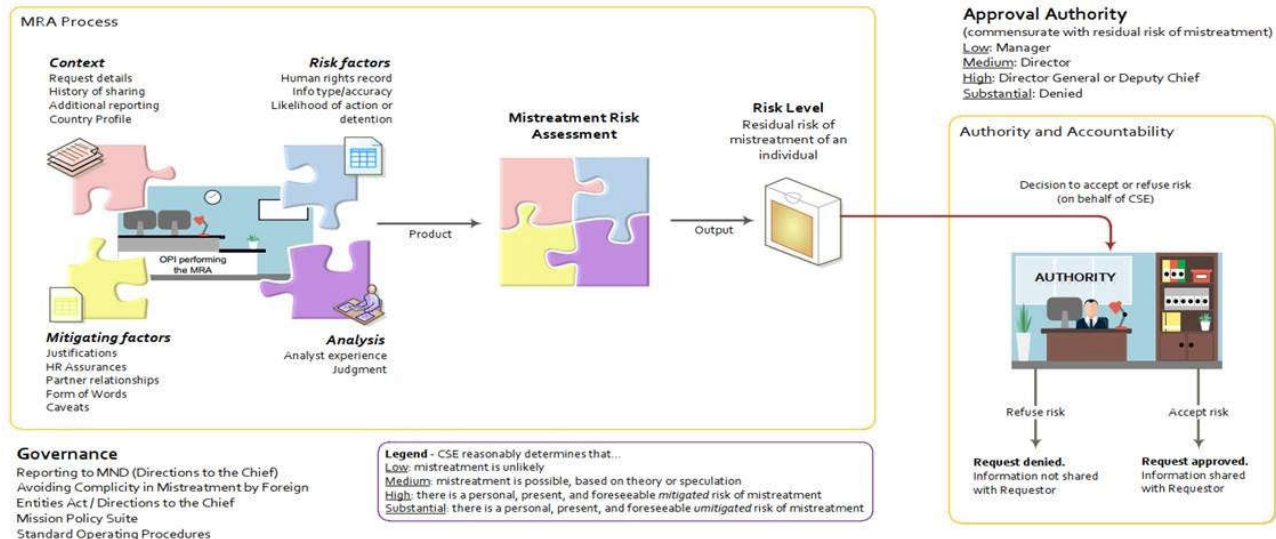 MRA Process
Context
Request details
History of sharing
Additional reporting
Country Profile
Risk factors
Human rights record
Info type/accuracy
Likelihood of action or
detention
OPI performing
the MRA
Mitigating factors
Justifications
HR Assurances
Partner relationships
Form of Words
Caveats
Analysis
Analyst experience
Judgment
Product
Mistreatment Risk
Assessment
Output
Risk Level
Residual risk of
mistreatment of an
individual
Approval Authority
(commensurate with residual risk of mistreatment)
Low: Manager
Medium: Director
High: Director General or Deputy Chief
Substantial: Denied
Authority and Accountability
Decision to accept or refuse risk
(on behalf of CSE)
AUTHORITY
Refuse risk
Accept risk
Request denied.
Information not shared
with Requestor
Request approved.
Information shared
with Requestor
Governance
Reporting to MND (Directions to the Chief)
Avoiding Complicity in Mistreatment by Foreign
Entities Act / Directions to the Chief
Mission Policy Suite
Standard Operating Procedures
Legend - CSE reasonably determines that...
Low: mistreatment is unlikely
Medium: mistreatment is possible, based on theory or speculation
High: there is a personal, present, and foreseeable mitigated risk of mistreatment
Substantial: there is a personal, present, and foreseeable umitigated risk of mistreatment